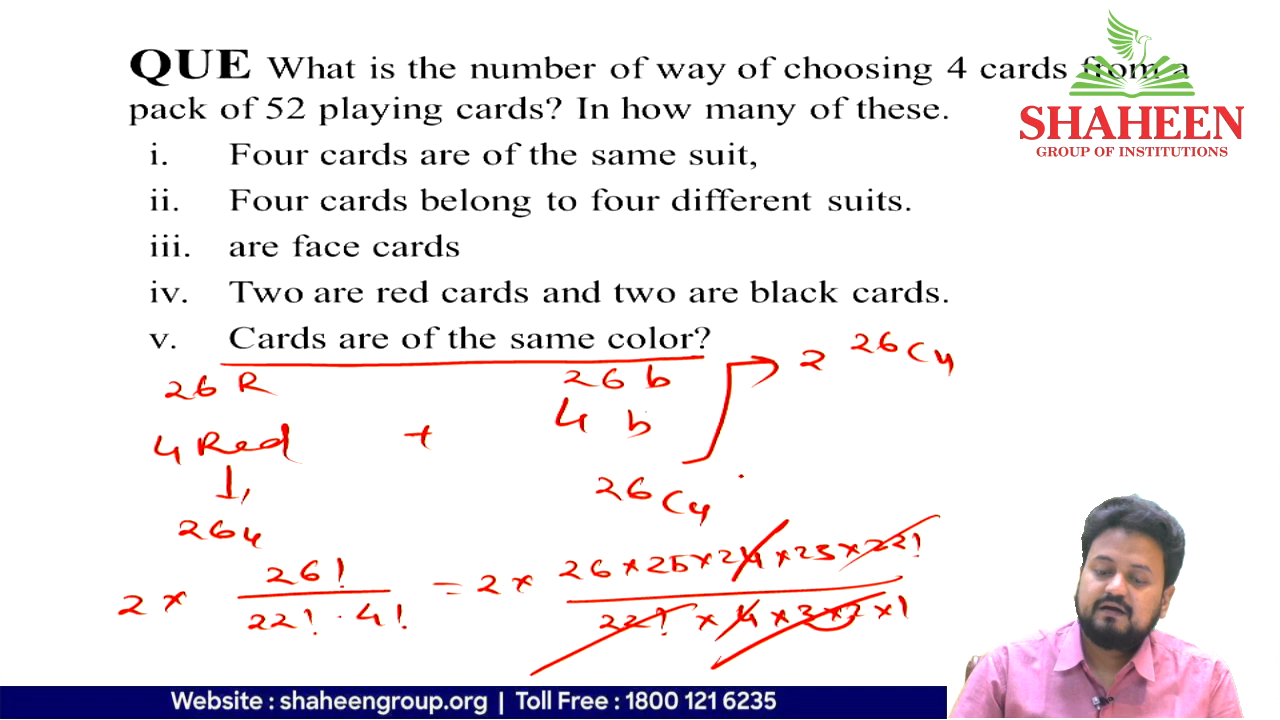 QUE What is the number of way of choosing 4 cards from a
pack of 52 playing cards? In how many of these.
SHAHEEN
GROUP OF INSTITUTIONS
i. Four cards are of the same suit,
ii. Four cards belong to four different suits.
iii. are face cards
iv. Two are red cards and two are black cards.
v. Cards are of the same color?
26 R 26 b 2 26C4
4 Red + 4 b
26C4
264
2 × 26! / 22! · 4! = 2 × 26 × 25 × 24 × 23 × 22! / 22! × 4 × 3 × 2 × 1
Website : shaheengroup.org | Toll Free : 1800 121 6235